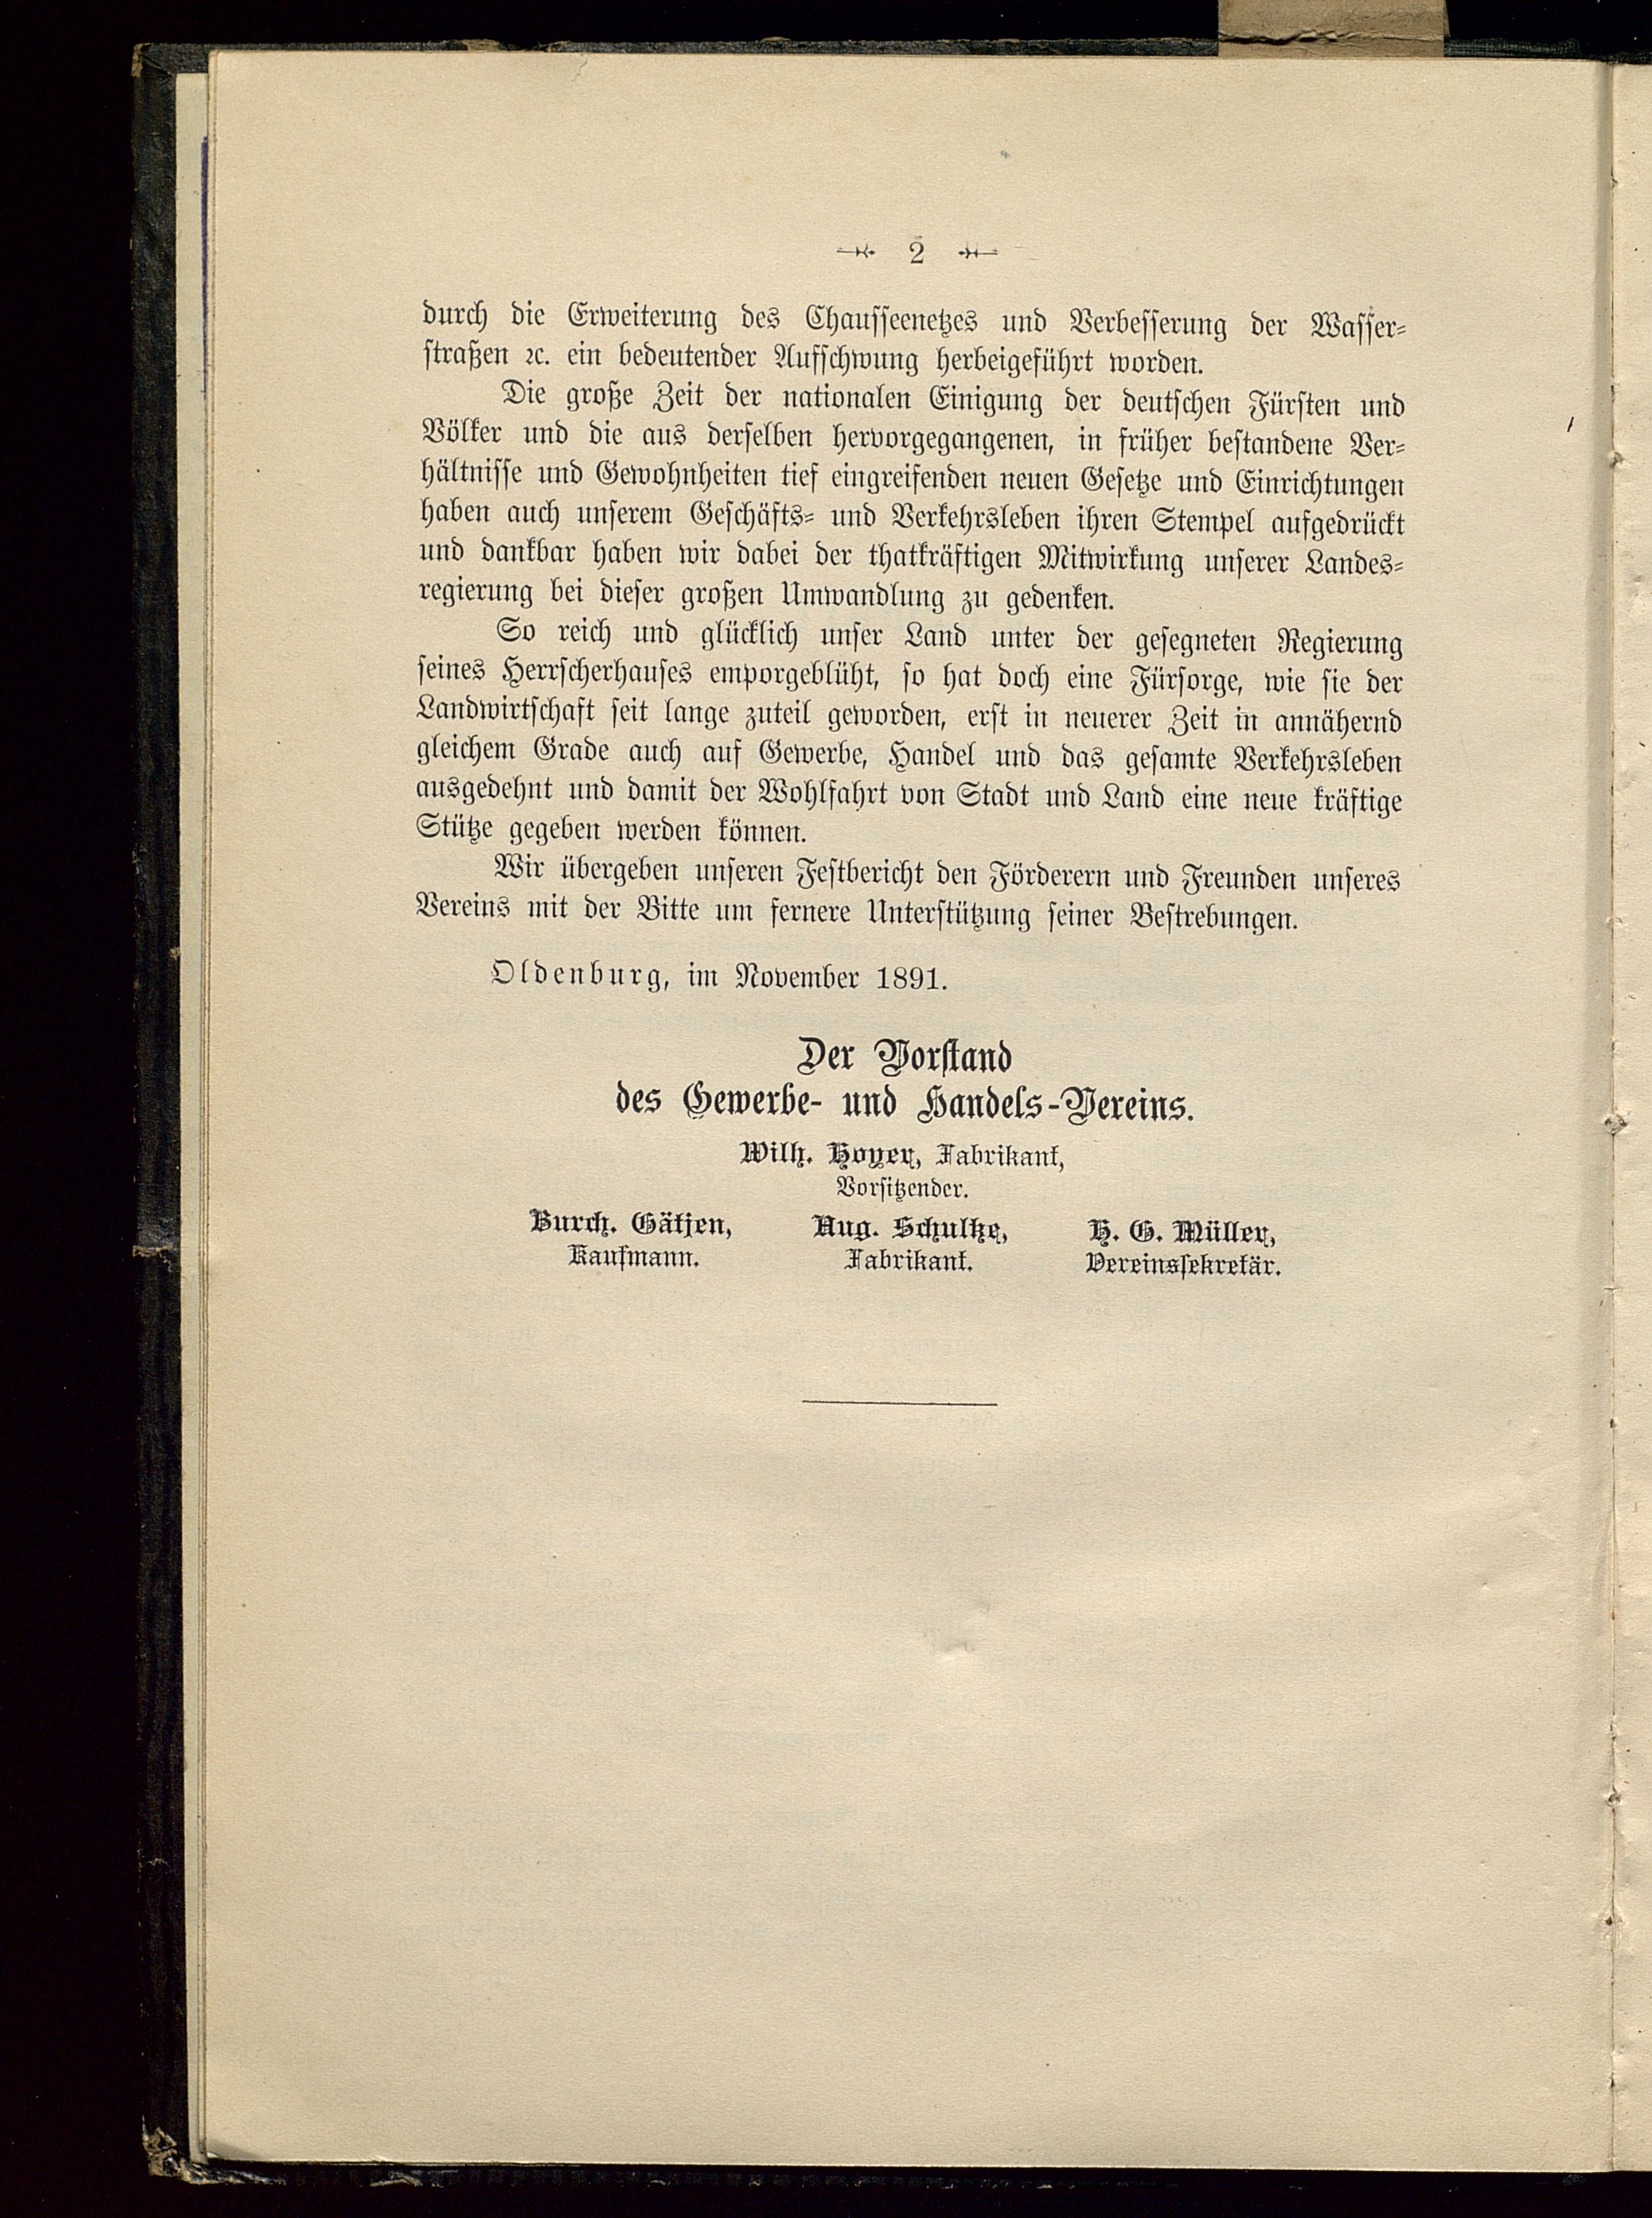 2
durch die Erweiterung des Chausseenetzes und Verbesserung der Wasser=
straßen ꝛc. ein bedeutender Aufschwung herbeigeführt worden.
Die große Zeit der nationalen Einigung der deutschen Fürsten und
Völker und die aus derselben hervorgegangenen, in früher bestandene Ver=
hältnisse und Gewohnheiten tief eingreifenden neuen Gesetze und Einrichtungen
haben auch unserem Geschäfts= und Verkehrsleben ihren Stempel aufgedrückt
und dankbar haben wir dabei der thatkräftigen Mitwirkung unserer Landes=
regierung bei dieser großen Umwandlung zu gedenken.
So reich und glücklich unser Land unter der gesegneten Regierung
seines Herrscherhauses emporgeblüht, so hat doch eine Fürsorge, wie sie der
Landwirtschaft seit lange zuteil geworden, erst in neuerer Zeit in annähernd
gleichem Grade auch auf Gewerbe, Handel und das gesamte Verkehrsleben
ausgedehnt und damit der Wohlfahrt von Stadt und Land eine neue kräftige
Stütze gegeben werden können.
Wir übergeben unseren Festbericht den Förderern und Freunden unseres
Vereins mit der Bitte um fernere Unterstützung seiner Bestrebungen.
Oldenburg, im November 1891.
Der Vorstand
des Gewerbe- und Handels-Vereins.
Wilh. Hoyer, Fabrikant,
Vorsitzender.
Burch. Gätjen, Aug. Schultze, H. G. Müller,
Kaufmann. Fabrikant. Vereinssekretär.